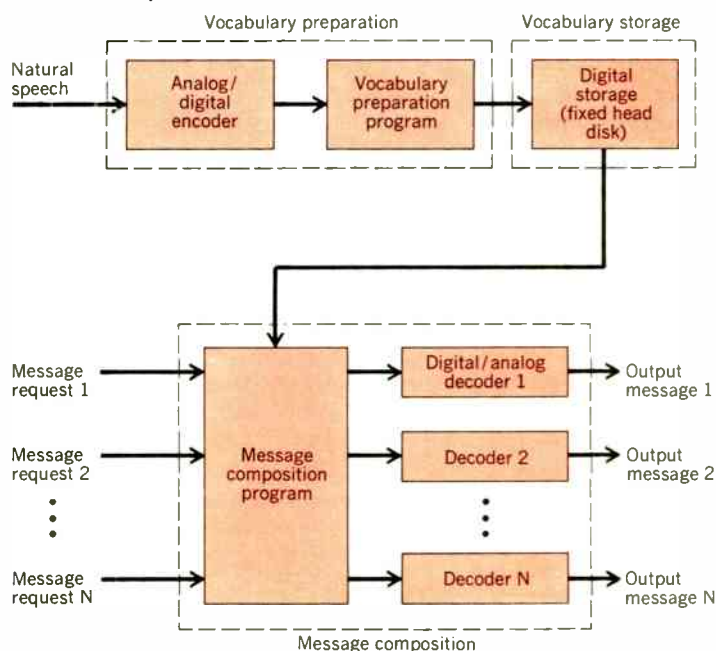 Vocabulary preparation
Vocabulary storage
Natural
speech
Analog/
digital
encoder
Vocabulary
preparation
program
Digital
storage
(fixed head
disk)
Message
request 1
Message
request 2
Message
request N
Message
composition
program
Digital/analog
decoder 1
Decoder 2
Decoder N
Output
message 1
Output
message 2
Output
message N
Message composition